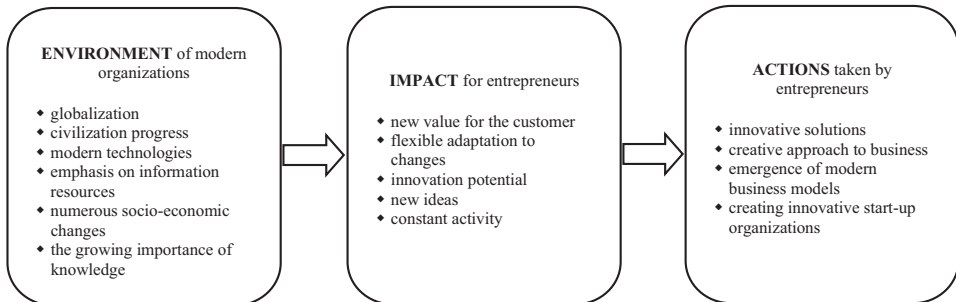 ENVIRONMENT of modern
organizations
◆ globalization
◆ civilization progress
◆ modern technologies
◆ emphasis on information
resources
◆ numerous socio-economic
changes
◆ the growing importance of
knowledge
IMPACT for entrepreneurs
◆ new value for the customer
◆ flexible adaptation to
changes
◆ innovation potential
◆ new ideas
◆ constant activity
ACTIONS taken by
entrepreneurs
◆ innovative solutions
◆ creative approach to business
◆ emergence of modern
business models
◆ creating innovative start-up
organizations